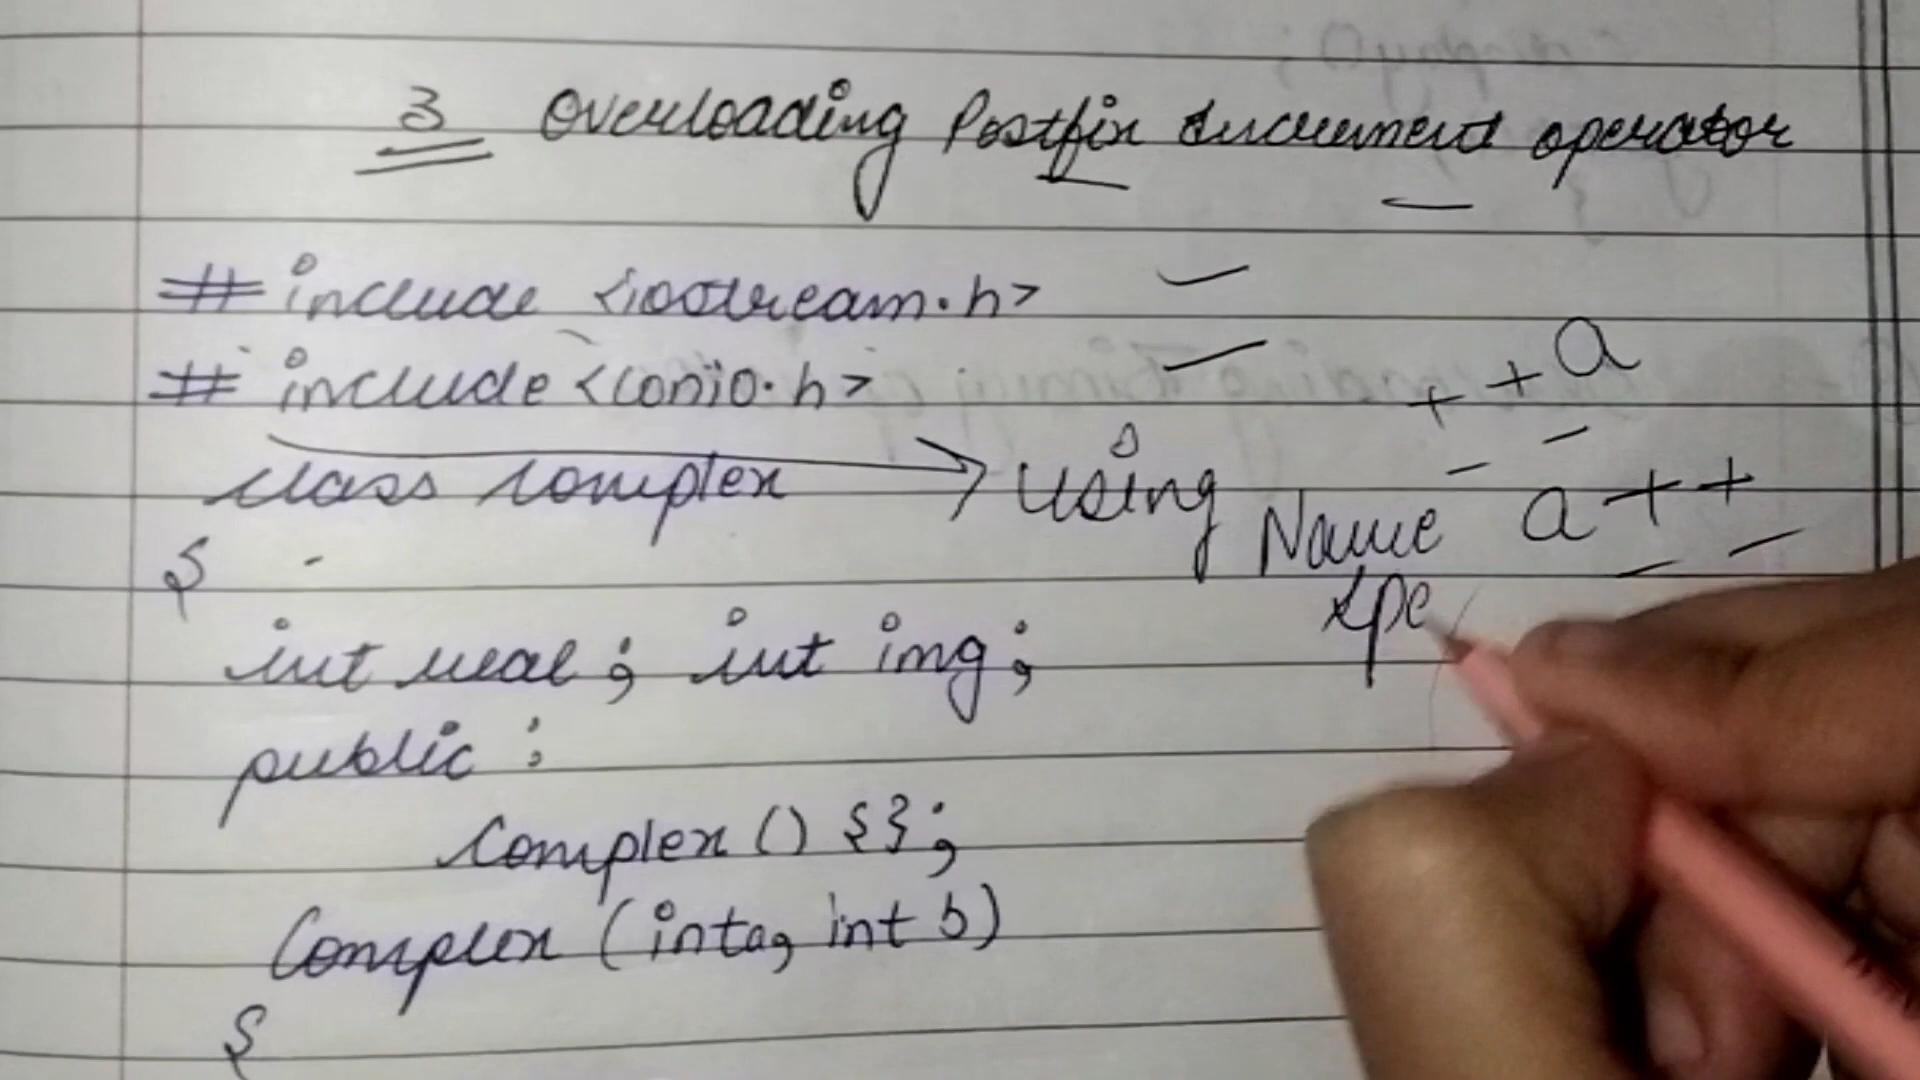 3 Overloading Postfix Increment operator
#include <iostream.h>
#include <conio.h>
++a
class complex
using Name spe
a++
{
int real; int img;
public:
Complex () {};
Complex (int a, int b)
{